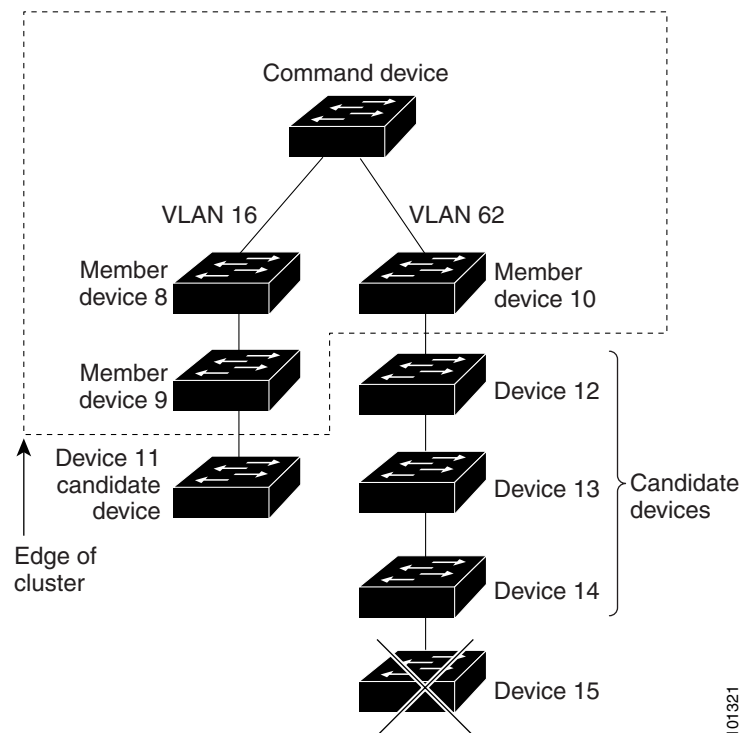 Command device
VLAN 16
VLAN 62
Member
device 8
Member
device 10
Member
device 9
Device 12
Device 11
candidate
device
Device 13
Candidate
devices
Edge of
cluster
Device 14
Device 15
101321